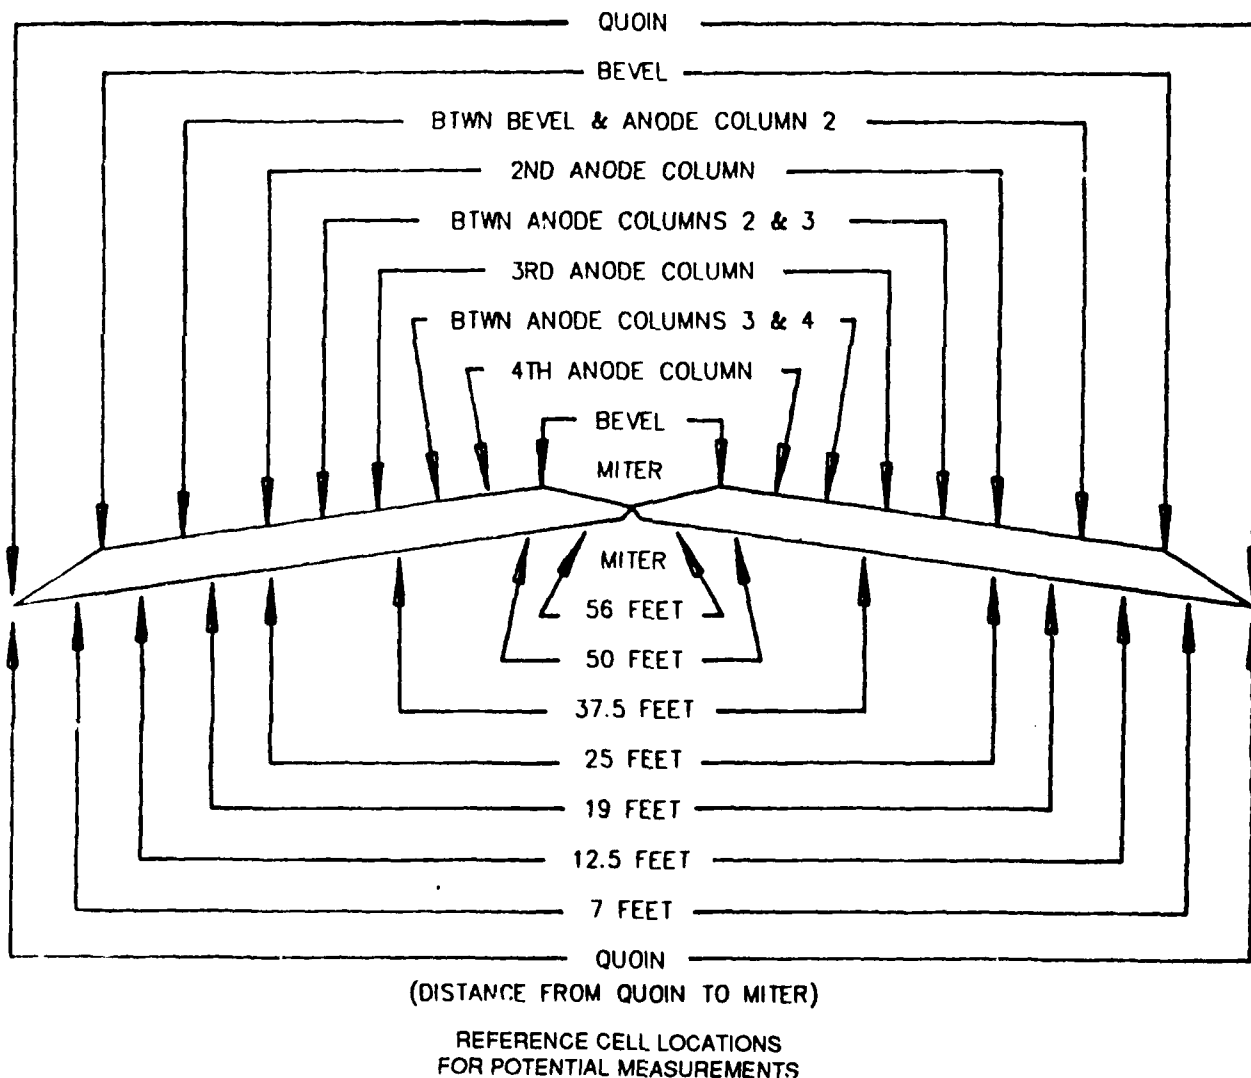 QUOIN
BEVEL
BTWN BEVEL & ANODE COLUMN 2
2ND ANODE COLUMN
BTWN ANODE COLUMNS 2 & 3
3RD ANODE COLUMN
BTWN ANODE COLUMNS 3 & 4
4TH ANODE COLUMN
BEVEL
MITER
MITER
56 FEET
50 FEET
37.5 FEET
25 FEET
19 FEET
12.5 FEET
7 FEET
QUOIN
(DISTANCE FROM QUOIN TO MITER)
REFERENCE CELL LOCATIONS
FOR POTENTIAL MEASUREMENTS